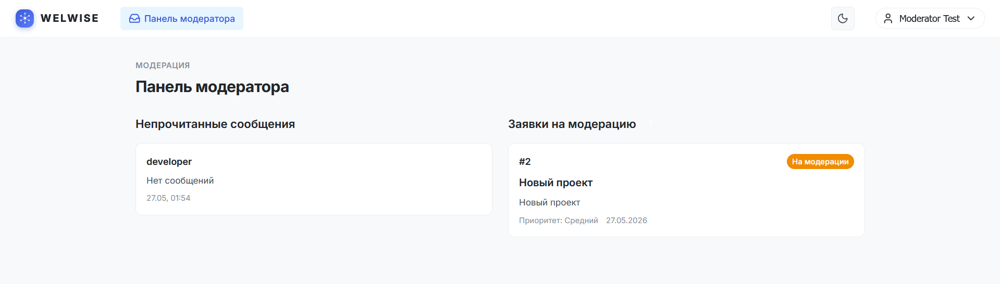 WELWISE
Панель модератора
Moderator Test
МОДЕРАЦИЯ
Панель модератора
Непрочитанные сообщения
developer
Нет сообщений
27.05, 01:54
Заявки на модерацию 1
#2
На модерации
Новый проект
Новый проект
Приоритет: Средний 27.05.2026